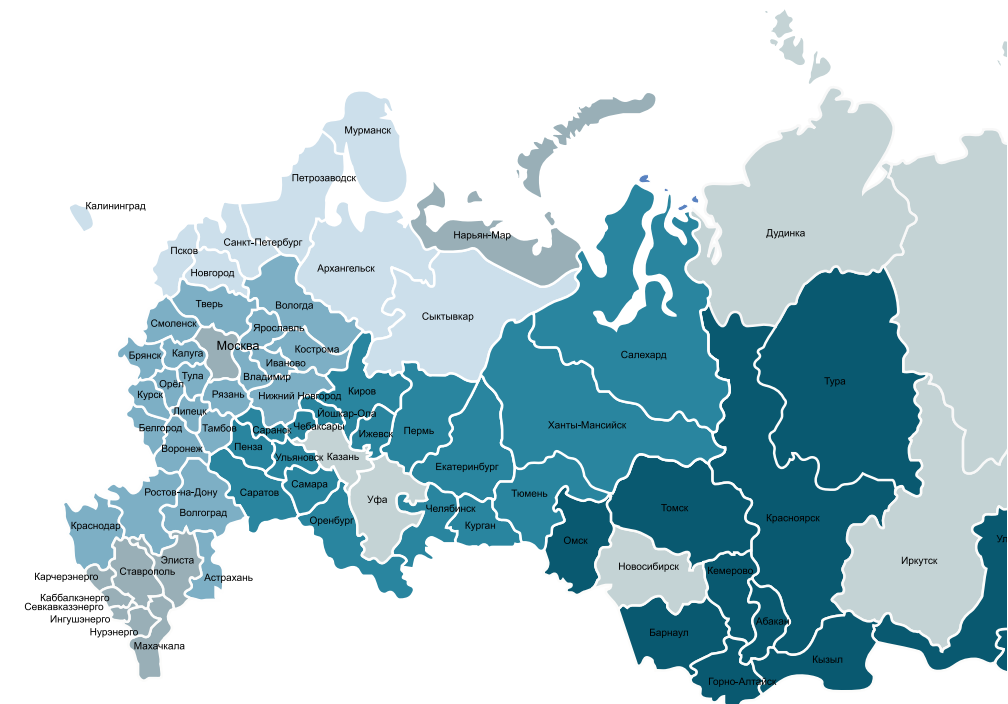 Мурманск
Петрозаводск
Калининград
Дудинка
Нарьян-Мар
Санкт-Петербург
Псков
Архангельск
Новгород
Тверь
Вологда
Сыктывкар
Смоленск
Ярославль
Москва
Кострома
Калуга
Брянск
Салехард
Иваново
Тула
Владимир
Тура
Орёл
Киров
Курск
Рязань
Нижний Новгород
Липецк
Йошкар-Ола
Ханты-Мансийск
Белгород
Тамбов
Саранск
Чебаксары
Ижевск
Пермь
Воронеж
Пенза
Ульяновск
Казань
Екатеринбург
Самара
Ростов-на-Дону
Саратов
Тюмень
Уфа
Челябинск
Томск
Волгоград
Красноярск
Оренбург
Краснодар
Курган
Омск
Ул
Элиста
Иркутск
Новосибирск
Ставрополь
Кемерово
Карчерэнерго
Астрахань
Каббалкэнерго
Севкавказэнерго
Ингушэнерго
Абакан
Нурэнерго
Барнаул
Махачкала
Кызыл
Горно-Алтайск